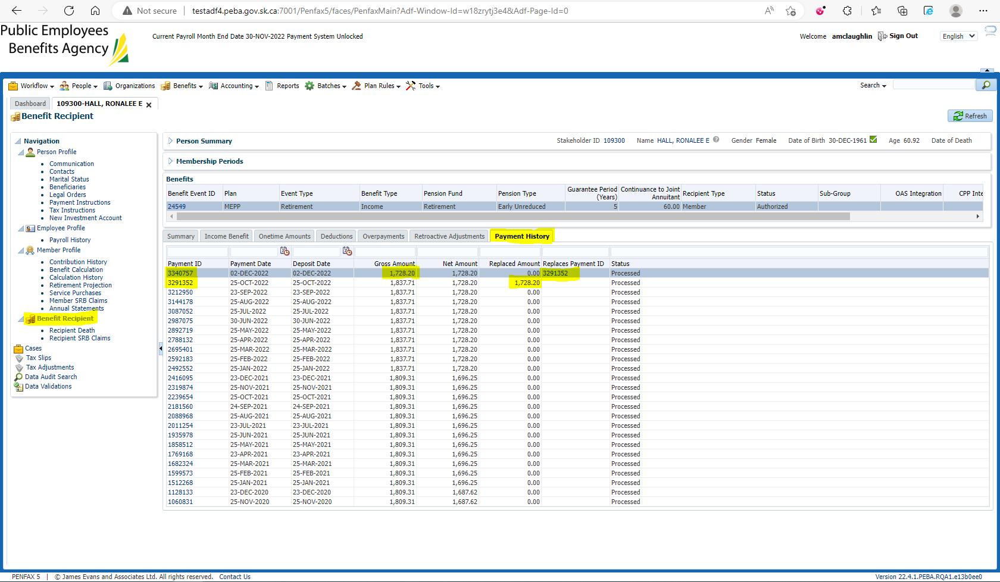 Not secure | testadf4.peba.gov.sk.ca:7001/Penfax5/faces/PenfaxMain?Adf-Window-Id=w18zrytj3e4&Adf-Page-Id=0
Public Employees
Benefits Agency
Current Payroll Month End Date 30-NOV-2022 Payment System Unlocked
Welcome amclaughlin Sign Out English
Workflow People Organizations Benefits Accounting Reports Batches Plan Rules Tools Search
Dashboard 109300-HALL, RONALEE E
Benefit Recipient
Refresh
Navigation
Person Profile
Communication
Contacts
Marital Status
Beneficiaries
Legal Orders
Payment Instructions
Tax Instructions
New Investment Account
Employee Profile
Payroll History
Member Profile
Contribution History
Benefit Calculation
Calculation History
Retirement Projection
Service Purchases
Member SRB Claims
Annual Statements
Benefit Recipient
Recipient Death
Recipient SRB Claims
Cases
Tax Slips
Tax Adjustments
Data Audit Search
Data Validations
Person Summary Stakeholder ID 109300 Name HALL, RONALEE E Gender Female Date of Birth 30-DEC-1961 Age 60.92 Date of Death
Membership Periods
Benefits
Benefit Event ID Plan Event Type Benefit Type Pension Fund Pension Type Guarantee Period (Years) Continuance to Joint Annuitant Recipient Type Status Sub-Group OAS Integration CPP Inte
24549 MEPP Retirement Income Retirement Early Unreduced 5 60.00 Member Authorized
Summary Income Benefit Onetime Amounts Deductions Overpayments Retroactive Adjustments Payment History
Payment ID Payment Date Deposit Date Gross Amount Net Amount Replaced Amount Replaces Payment ID Status
3340757 02-DEC-2022 02-DEC-2022 1,728.20 1,728.20 0.00 3291352 Processed
3291352 25-OCT-2022 25-OCT-2022 1,837.71 1,728.20 1,728.20 Processed
3212950 23-SEP-2022 23-SEP-2022 1,837.71 1,728.20 0.00 Processed
3144178 25-AUG-2022 25-AUG-2022 1,837.71 1,728.20 0.00 Processed
3087052 25-JUL-2022 25-JUL-2022 1,837.71 1,728.20 0.00 Processed
2987075 30-JUN-2022 30-JUN-2022 1,837.71 1,728.20 0.00 Processed
2892719 25-MAY-2022 25-MAY-2022 1,837.71 1,728.20 0.00 Processed
2788132 25-APR-2022 25-APR-2022 1,837.71 1,728.20 0.00 Processed
2695401 25-MAR-2022 25-MAR-2022 1,837.71 1,728.20 0.00 Processed
2592183 25-FEB-2022 25-FEB-2022 1,837.71 1,728.20 0.00 Processed
2492552 25-JAN-2022 25-JAN-2022 1,837.71 1,728.20 0.00 Processed
2416095 23-DEC-2021 23-DEC-2021 1,809.31 1,696.25 0.00 Processed
2319874 25-NOV-2021 25-NOV-2021 1,809.31 1,696.25 0.00 Processed
2239654 25-OCT-2021 25-OCT-2021 1,809.31 1,696.25 0.00 Processed
2181560 24-SEP-2021 24-SEP-2021 1,809.31 1,696.25 0.00 Processed
2088968 25-AUG-2021 25-AUG-2021 1,809.31 1,696.25 0.00 Processed
2011254 23-JUL-2021 23-JUL-2021 1,809.31 1,696.25 0.00 Processed
1935978 25-JUN-2021 25-JUN-2021 1,809.31 1,696.25 0.00 Processed
1858512 25-MAY-2021 25-MAY-2021 1,809.31 1,696.25 0.00 Processed
1769168 23-APR-2021 23-APR-2021 1,809.31 1,696.25 0.00 Processed
1682324 25-MAR-2021 25-MAR-2021 1,809.31 1,696.25 0.00 Processed
1599573 25-FEB-2021 25-FEB-2021 1,809.31 1,696.25 0.00 Processed
1512268 25-JAN-2021 25-JAN-2021 1,809.31 1,696.25 0.00 Processed
1128133 23-DEC-2020 23-DEC-2020 1,809.31 1,687.62 0.00 Processed
1060831 25-NOV-2020 25-NOV-2020 1,809.31 1,687.62 0.00 Processed
PENFAX 5 | © James Evans and Associates Ltd. All rights reserved. Contact Us Version 22.4.1.PEBA.RQA1.e13b0ee0